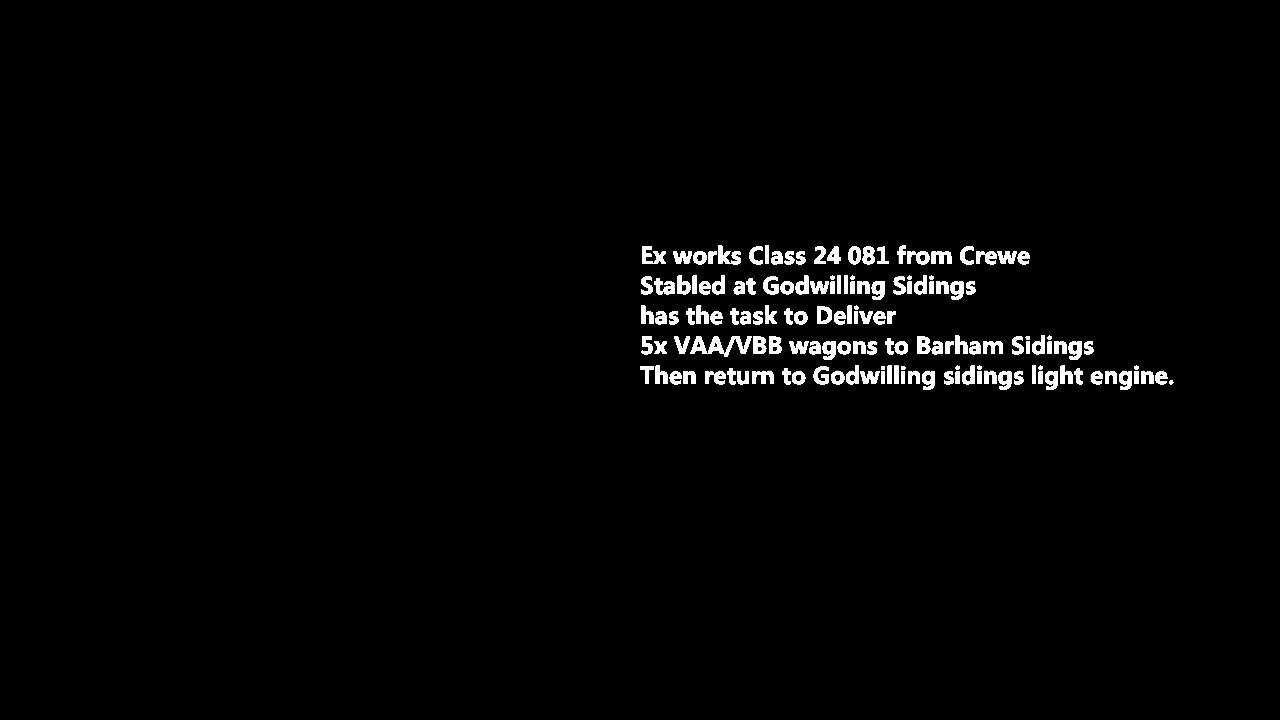 Ex works Class 24 081 from Crewe
Stabled at Godwilling Sidings
has the task to Deliver
5x VAA/VBB wagons to Barham Sidings
Then return to Godwilling sidings light engine.